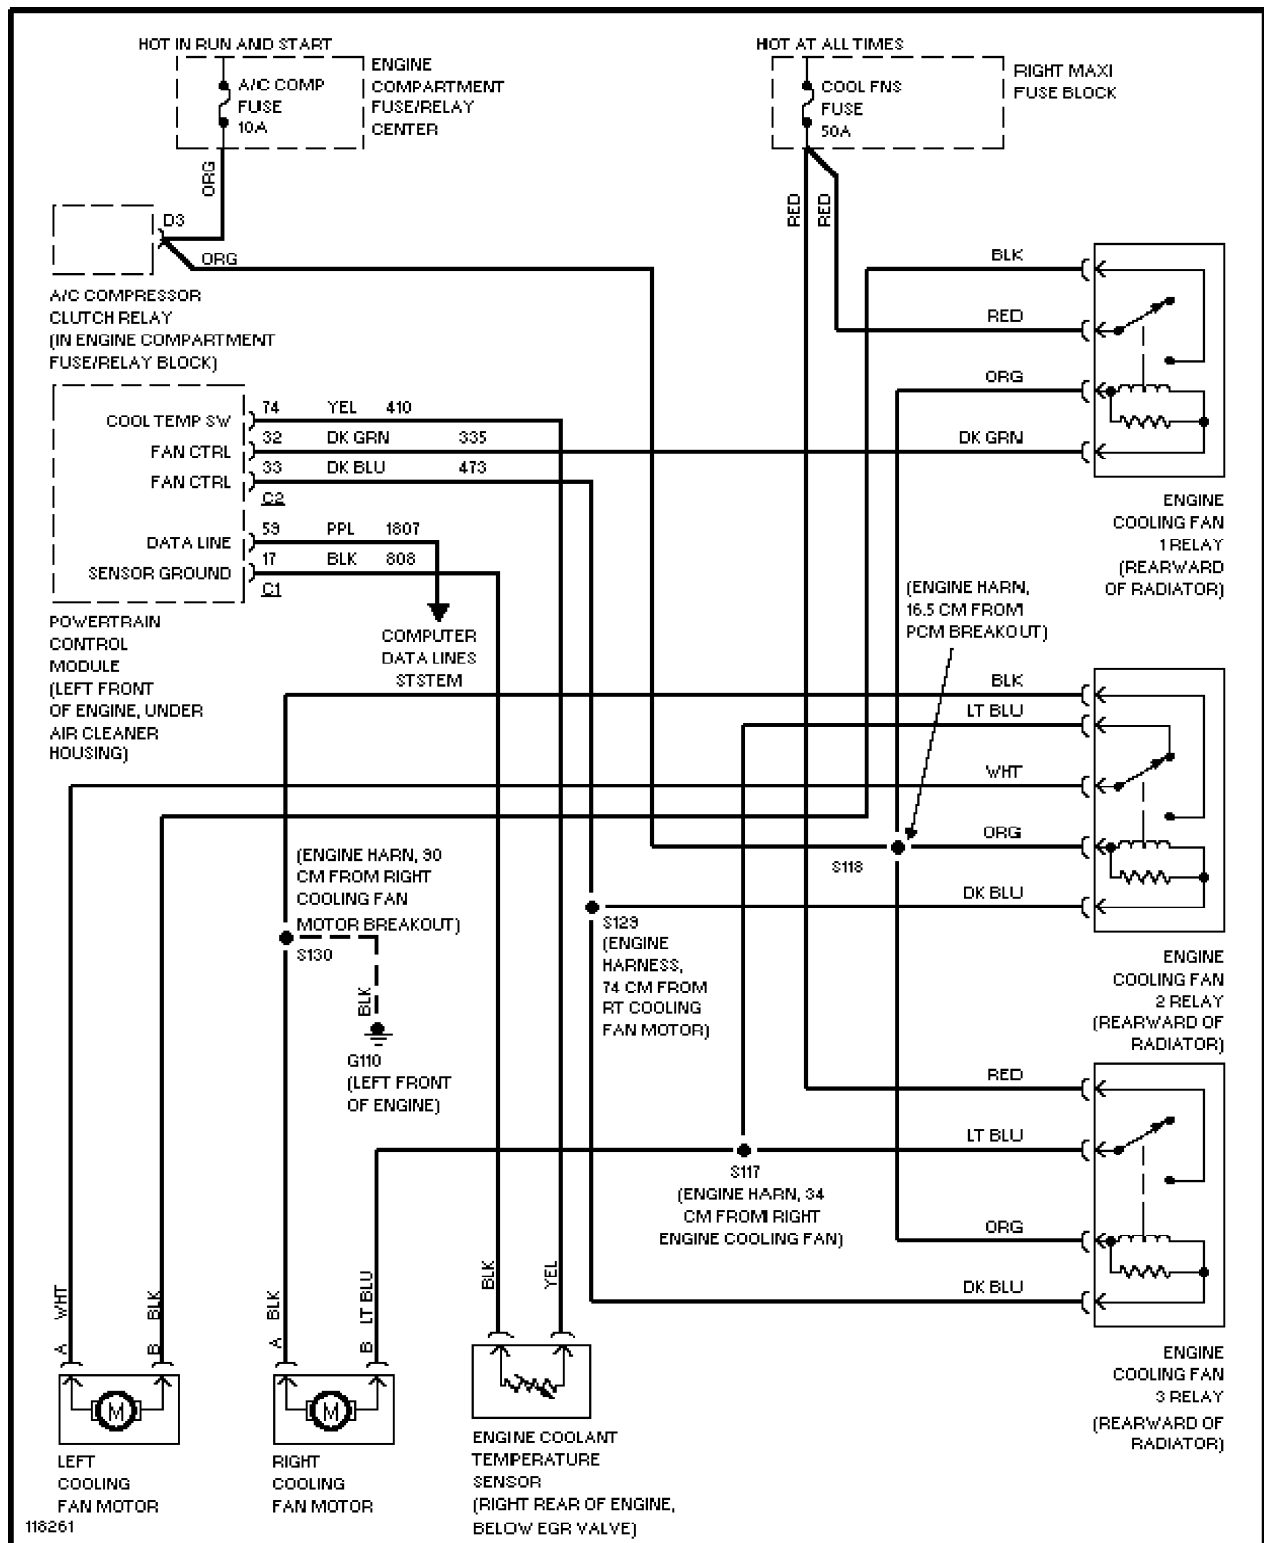 HOT IN RUN AND START
A/C COMP
FUSE
10A
ENGINE
COMPARTMENT
FUSE/RELAY
CENTER
HOT AT ALL TIMES
COOL FNS
FUSE
50A
RIGHT MAXI
FUSE BLOCK
ORG
D3
ORG
A/C COMPRESSOR
CLUTCH RELAY
(IN ENGINE COMPARTMENT
FUSE/RELAY BLOCK)
RED
RED
BLK
RED
ORG
DK GRN
ENGINE
COOLING FAN
1 RELAY
(REARWARD
OF RADIATOR)
COOL TEMP SW
74 YEL 410
FAN CTRL
32 DK GRN 335
FAN CTRL
33 DK BLU 473
C2
DATA LINE
59 PPL 1807
SENSOR GROUND
17 BLK 808
C1
POWERTRAIN
CONTROL
MODULE
(LEFT FRONT
OF ENGINE, UNDER
AIR CLEANER
HOUSING)
COMPUTER
DATA LINES
STSTEM
(ENGINE HARN,
16.5 CM FROM
PCM BREAKOUT)
BLK
LT BLU
WHT
ORG
DK BLU
S118
ENGINE
COOLING FAN
2 RELAY
(REARWARD OF
RADIATOR)
(ENGINE HARN, 90
CM FROM RIGHT
COOLING FAN
MOTOR BREAKOUT)
S130
BLK
G110
(LEFT FRONT
OF ENGINE)
S129
(ENGINE
HARNESS,
74 CM FROM
RT COOLING
FAN MOTOR)
RED
LT BLU
ORG
DK BLU
S117
(ENGINE HARN, 34
CM FROM RIGHT
ENGINE COOLING FAN)
ENGINE
COOLING FAN
3 RELAY
(REARWARD OF
RADIATOR)
A WHT
B BLK
A BLK
B LT BLU
BLK
YEL
M
M
LEFT
COOLING
FAN MOTOR
RIGHT
COOLING
FAN MOTOR
ENGINE COOLANT
TEMPERATURE
SENSOR
(RIGHT REAR OF ENGINE,
BELOW EGR VALVE)
118261